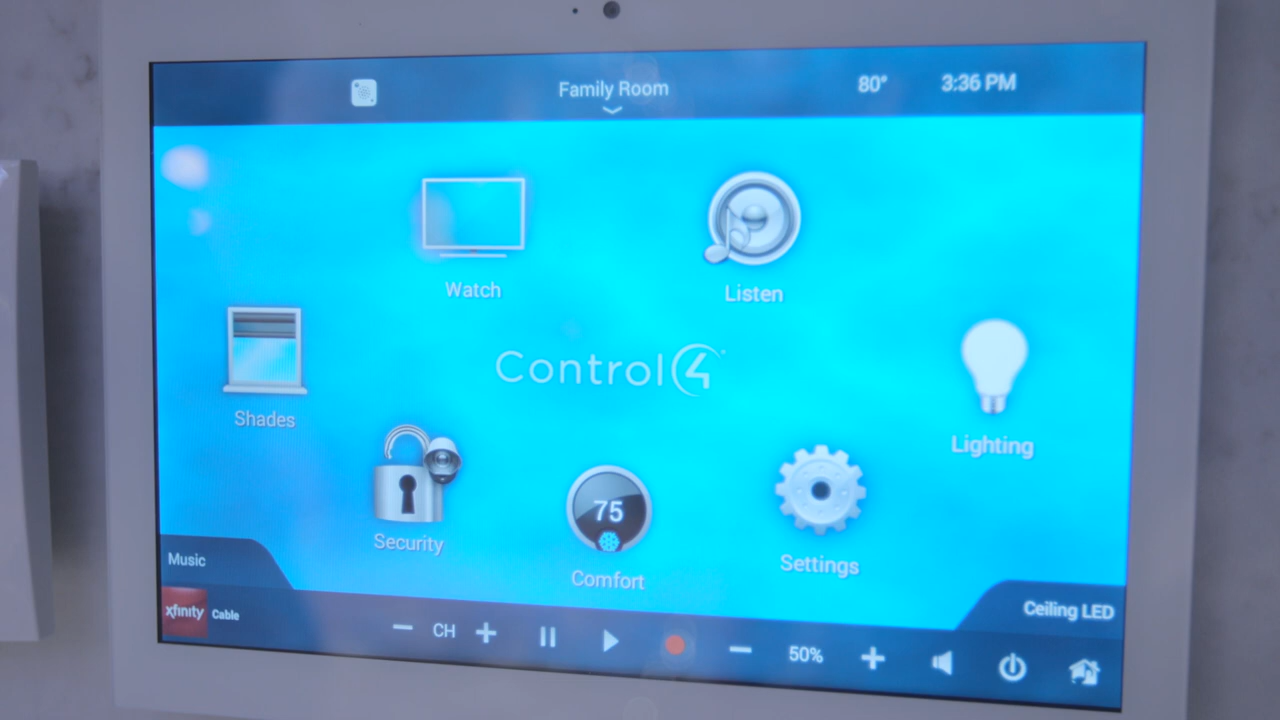 Family Room
80°
3:36 PM
Watch
Listen
Shades
Control4
Lighting
Security
75
Comfort
Settings
Music
xfinity
Cable
CH
50%
Ceiling LED